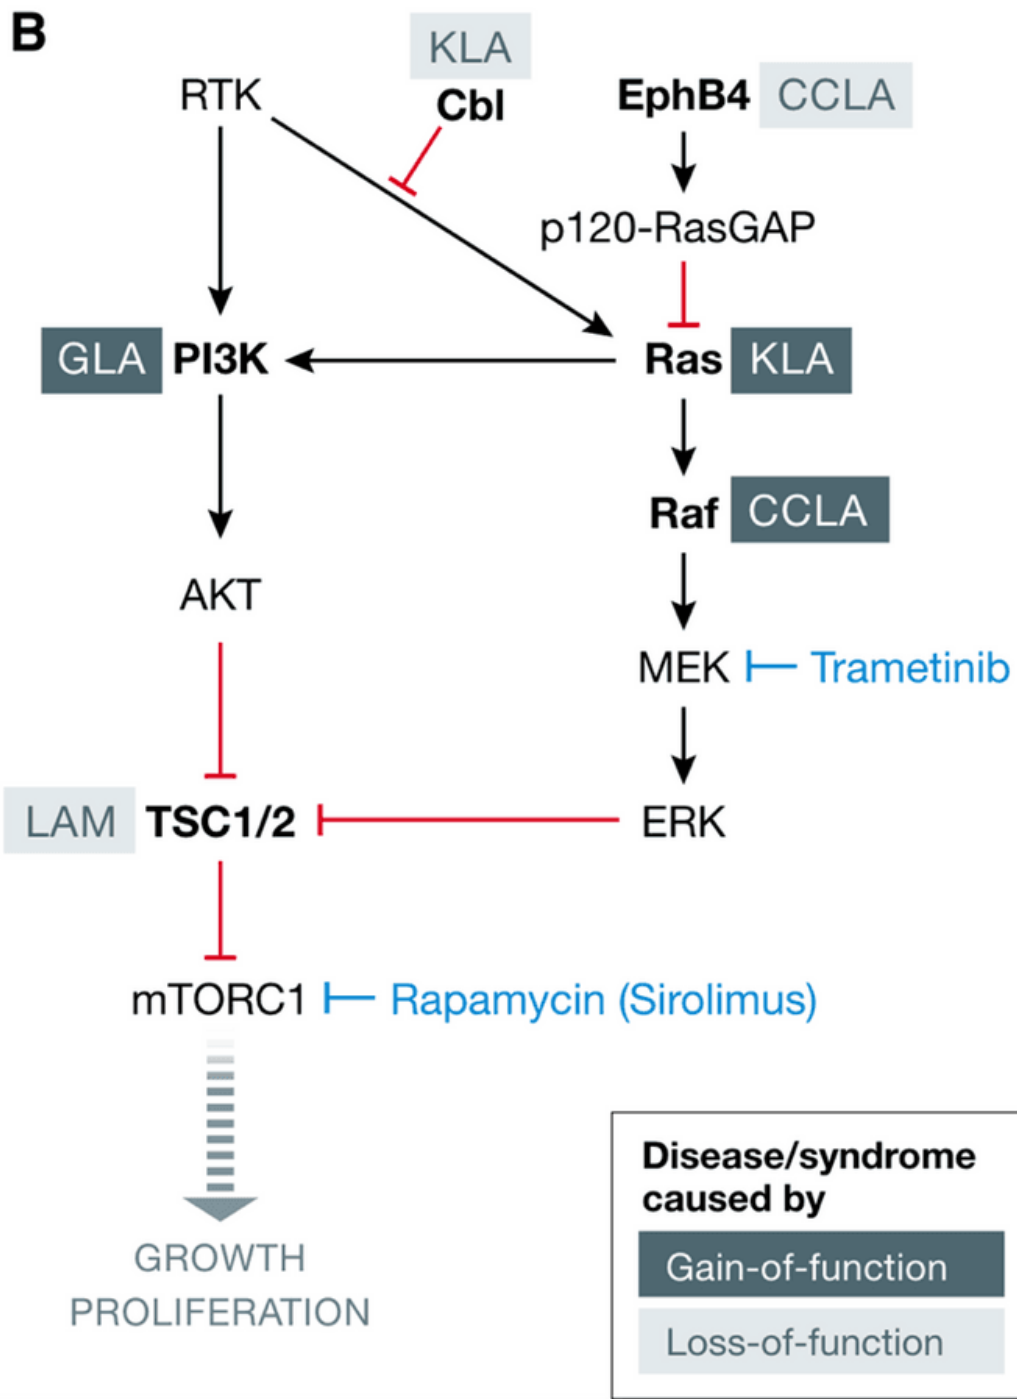 B
KLA
RTK
Cbl
EphB4 CCLA
p120-RasGAP
GLA PI3K
Ras KLA
Raf CCLA
AKT
MEK Trametinib
LAM TSC1/2
ERK
mTORC1 Rapamycin (Sirolimus)
GROWTH
PROLIFERATION
Disease/syndrome
caused by
Gain-of-function
Loss-of-function